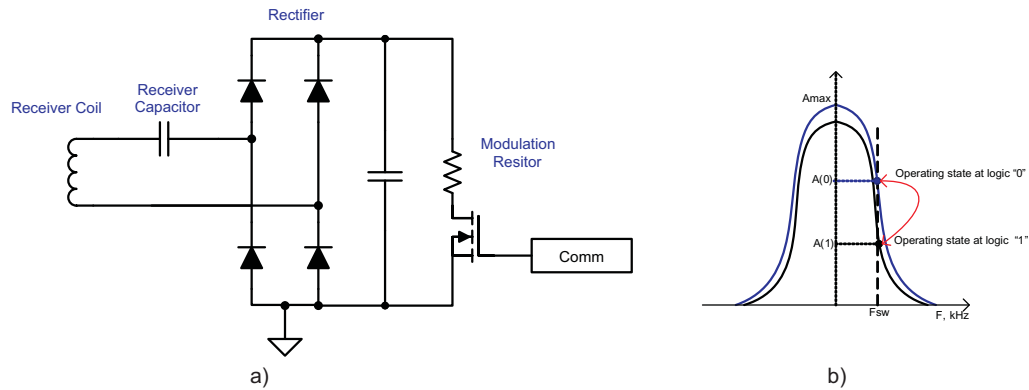 Rectifier
Receiver
Capacitor
Receiver Coil
Modulation
Resitor
Comm
a)
Amax
A(0)
Operating state at logic “0”
A(1)
Operating state at logic “1”
Fsw
F, kHz
b)